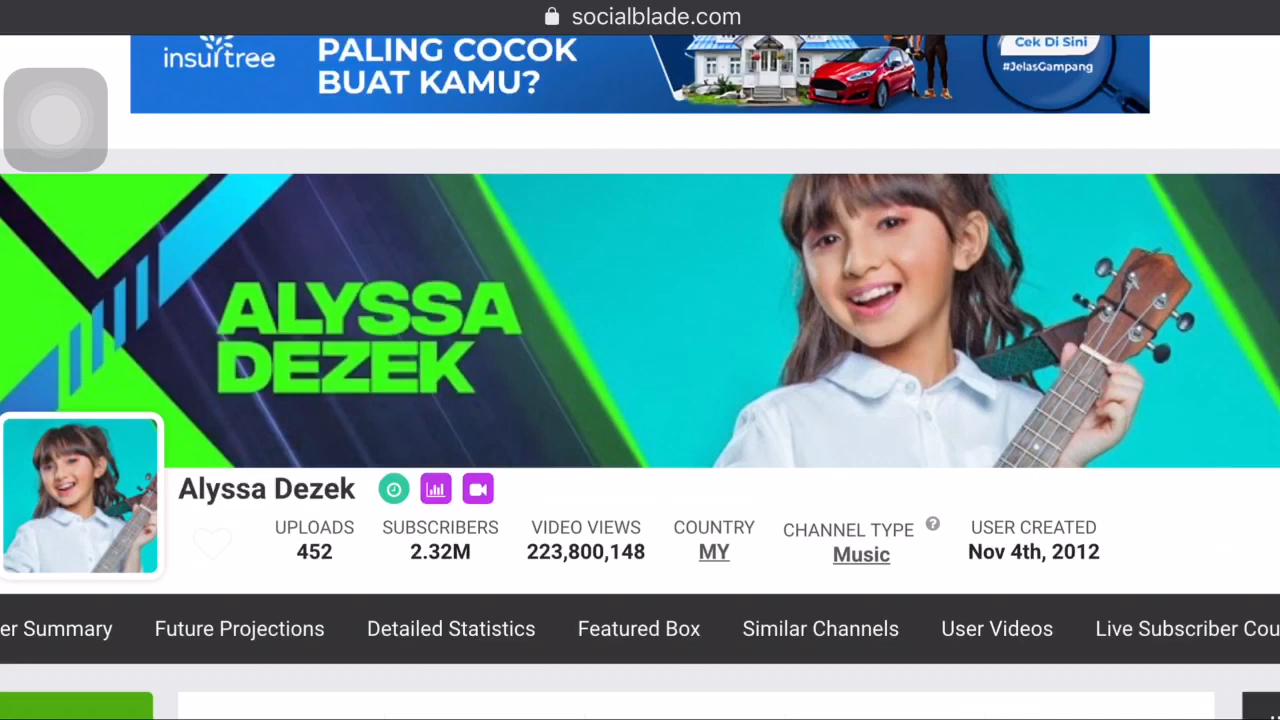 socialblade.com
insurtree
PALING COCOK
BUAT KAMU?
Cek Di Sini
#JelasGampang
ALYSSA
DEZEK
Alyssa Dezek
UPLOADS
452
SUBSCRIBERS
2.32M
VIDEO VIEWS
223,800,148
COUNTRY
MY
CHANNEL TYPE ?
Music
USER CREATED
Nov 4th, 2012
er Summary
Future Projections
Detailed Statistics
Featured Box
Similar Channels
User Videos
Live Subscriber Cou